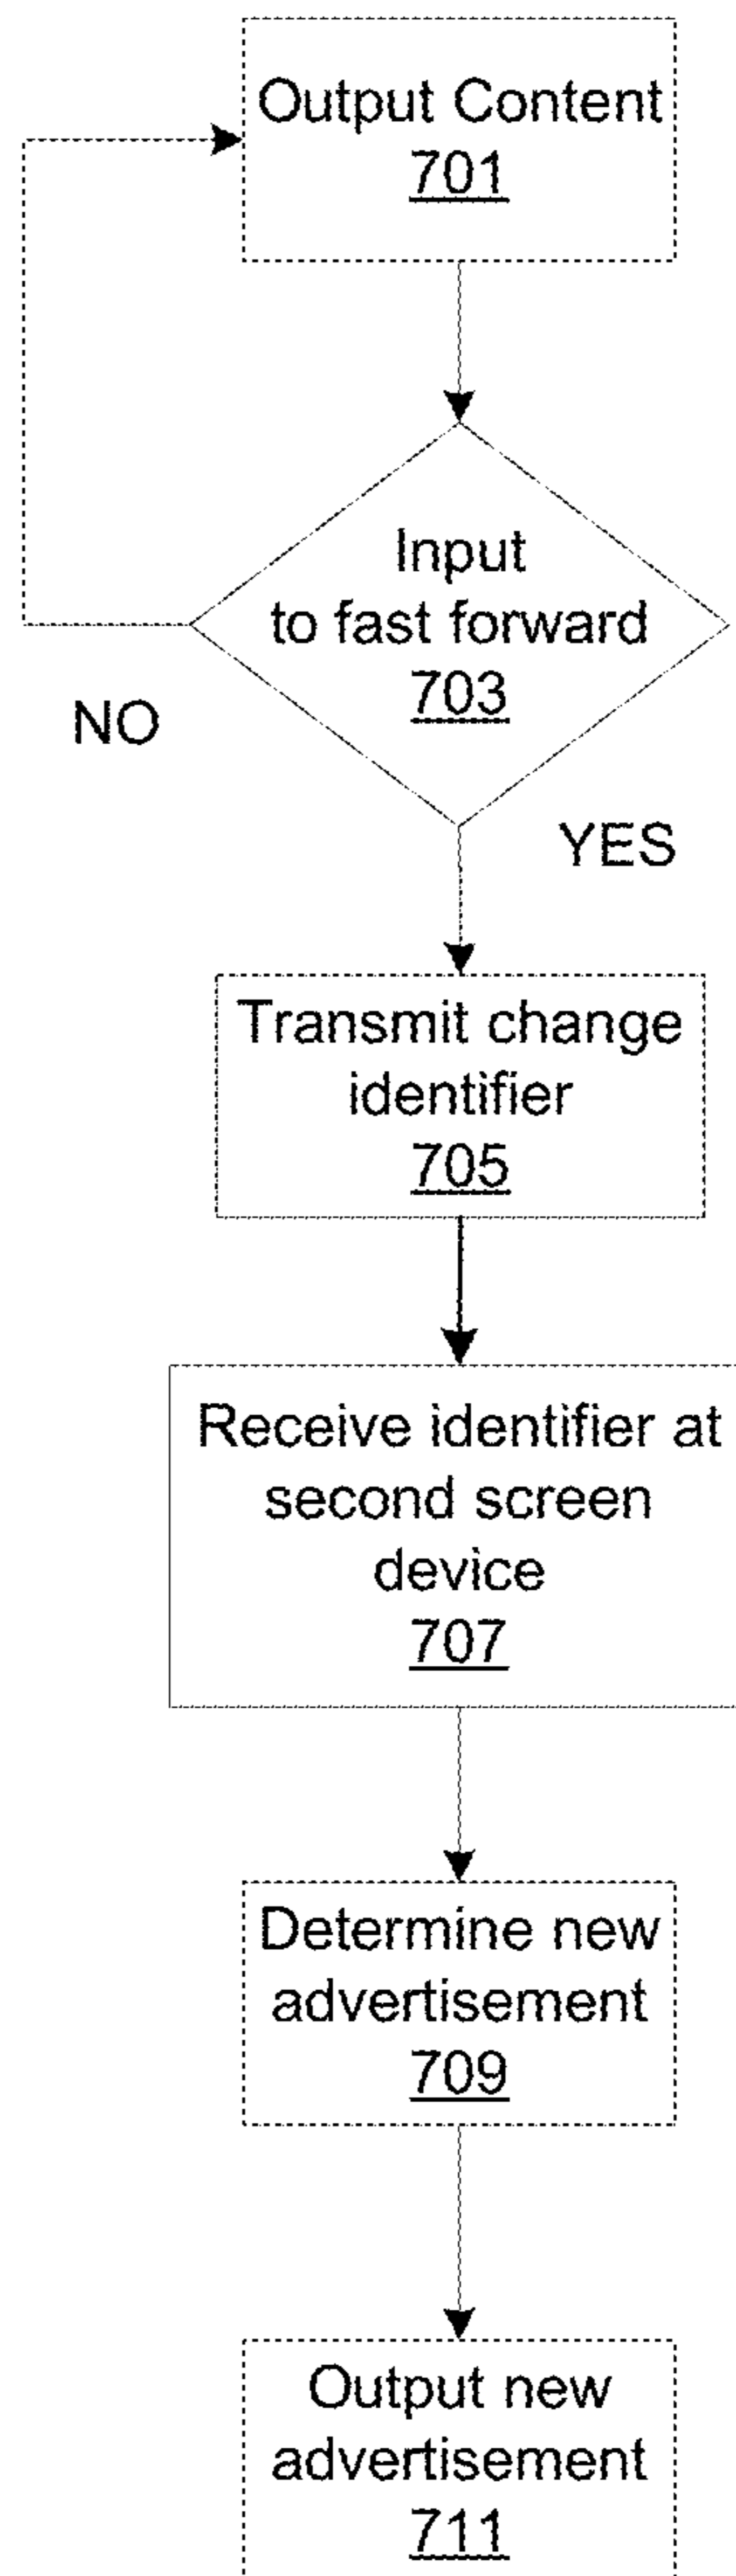 Output Content
701
Input
to fast forward
703
NO
YES
Transmit change
identifier
705
Receive identifier at
second screen
device
707
Determine new
advertisement
709
Output new
advertisement
711